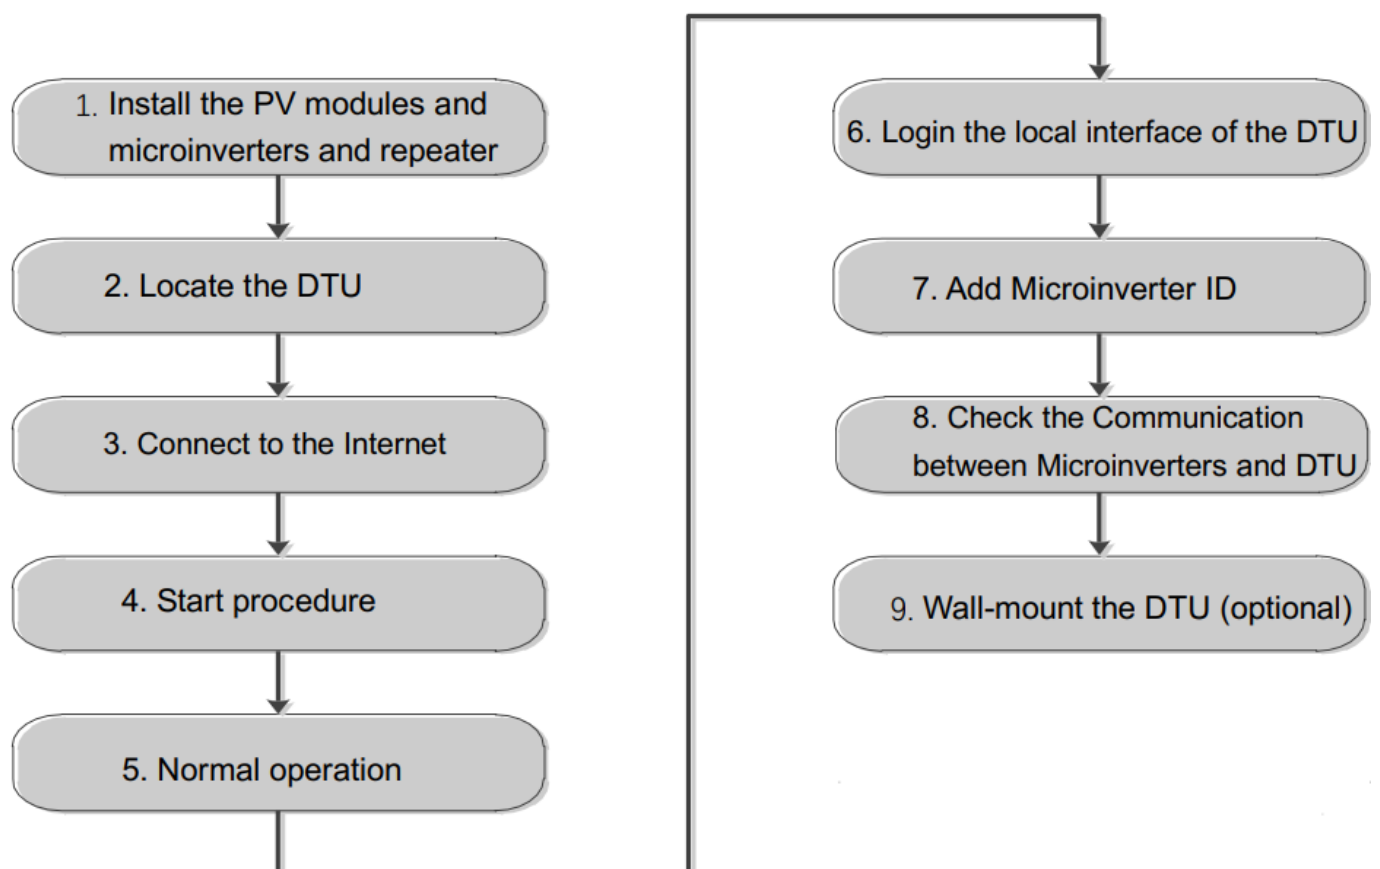 1. Install the PV modules and
microinverters and repeater
2. Locate the DTU
3. Connect to the Internet
4. Start procedure
5. Normal operation
6. Login the local interface of the DTU
7. Add Microinverter ID
8. Check the Communication
between Microinverters and DTU
9. Wall-mount the DTU (optional)